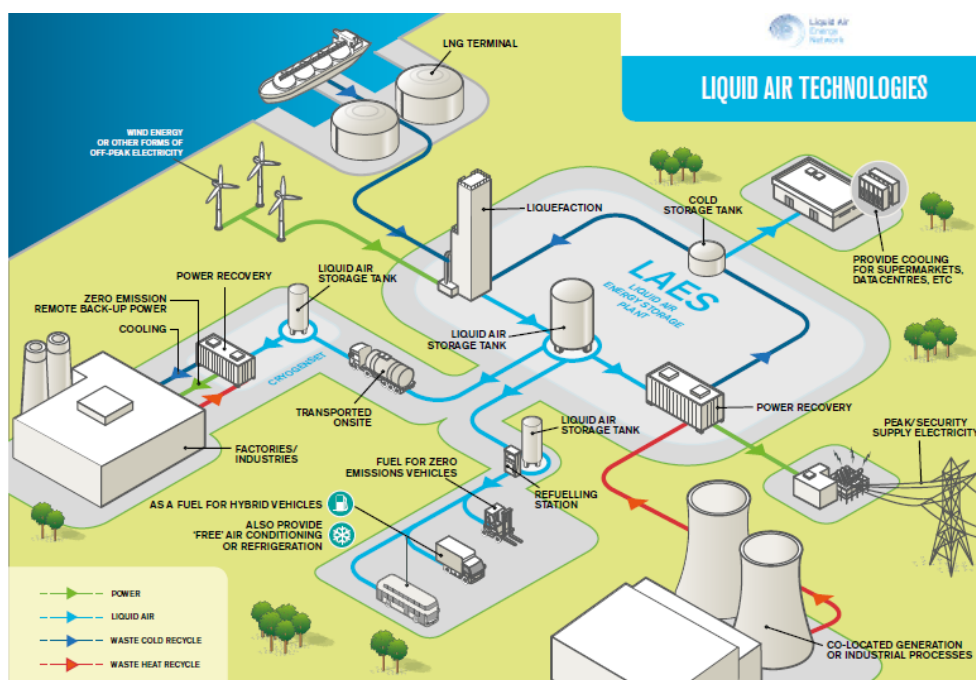 Liquid Air
Energy
Network
LIQUID AIR TECHNOLOGIES
LNG TERMINAL
WIND ENERGY
OR OTHER FORMS OF
OFF-PEAK ELECTRICITY
LIQUEFACTION
COLD
STORAGE TANK
PROVIDE COOLING
FOR SUPERMARKETS,
DATACENTRES, ETC
POWER RECOVERY
LIQUID AIR
STORAGE TANK
ZERO EMISSION
REMOTE BACK-UP POWER
COOLING
LAES
LIQUID AIR
ENERGY STORAGE
PLANT
LIQUID AIR
STORAGE TANK
CRYOGENSET
TRANSPORTED
ONSITE
POWER RECOVERY
LIQUID AIR
STORAGE TANK
PEAK/SECURITY
SUPPLY ELECTRICITY
FACTORIES/
INDUSTRIES
FUEL FOR ZERO
EMISSIONS VEHICLES
REFUELLING
STATION
AS A FUEL FOR HYBRID VEHICLES
ALSO PROVIDE
'FREE' AIR CONDITIONING
OR REFRIGERATION
POWER
LIQUID AIR
WASTE COLD RECYCLE
WASTE HEAT RECYCLE
CO-LOCATED GENERATION
OR INDUSTRIAL PROCESSES